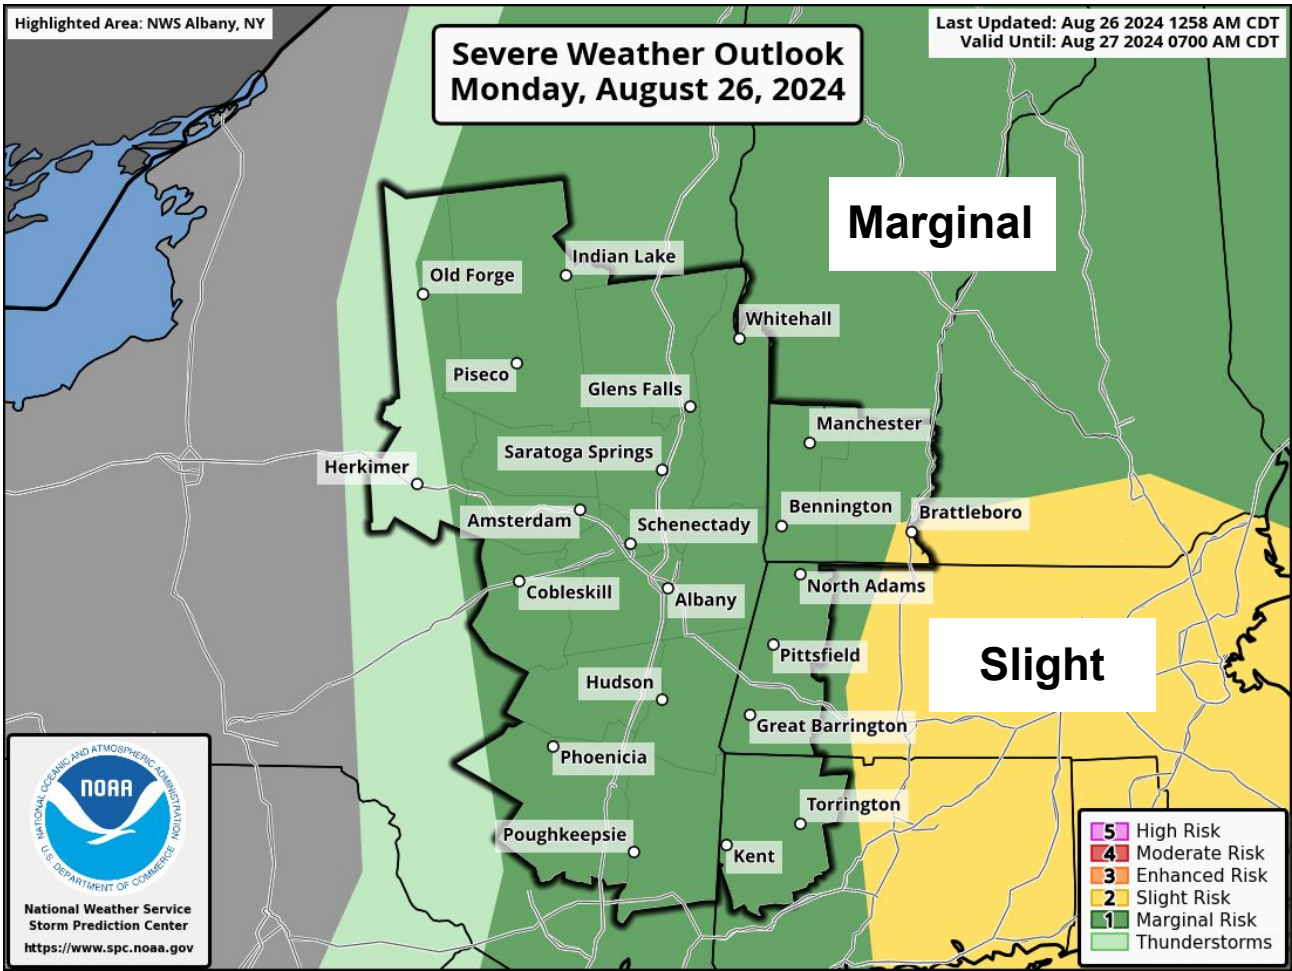 Highlighted Area: NWS Albany, NY
Last Updated: Aug 26 2024 1258 AM CDT
Valid Until: Aug 27 2024 0700 AM CDT
Severe Weather Outlook
Monday, August 26, 2024
Marginal
Indian Lake
Old Forge
Whitehall
Piseco
Glens Falls
Manchester
Saratoga Springs
Herkimer
Bennington
Brattleboro
Amsterdam
Schenectady
Cobleskill
North Adams
Albany
Pittsfield
Slight
Hudson
Great Barrington
Phoenicia
Torrington
Poughkeepsie
Kent
NATIONAL OCEANIC AND ATMOSPHERIC ADMINISTRATION
NOAA
U.S. DEPARTMENT OF COMMERCE
National Weather Service
Storm Prediction Center
https://www.spc.noaa.gov
5 High Risk
4 Moderate Risk
3 Enhanced Risk
2 Slight Risk
1 Marginal Risk
Thunderstorms